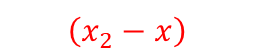 (x₂ − x)